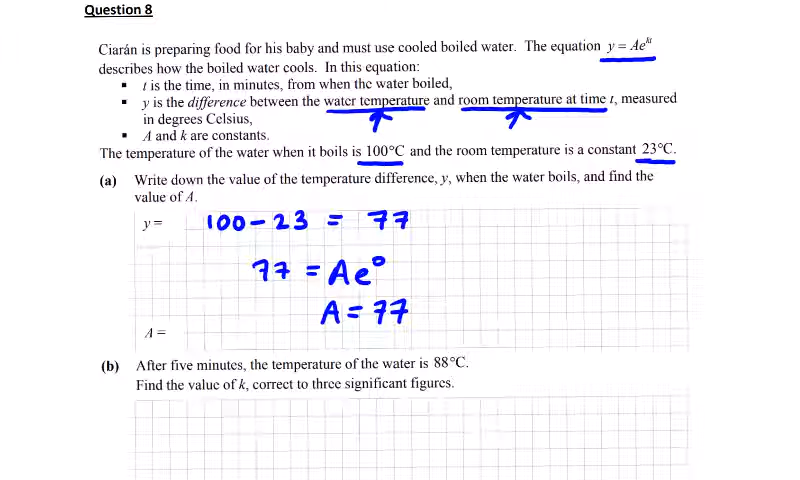 Question 8
Ciarán is preparing food for his baby and must use cooled boiled water. The equation y = Ae^{kt}
describes how the boiled water cools. In this equation:
▪ t is the time, in minutes, from when the water boiled,
▪ y is the difference between the water temperature and room temperature at time t, measured
in degrees Celsius,
▪ A and k are constants.
The temperature of the water when it boils is 100°C and the room temperature is a constant 23°C.
(a) Write down the value of the temperature difference, y, when the water boils, and find the
value of A.
y = 100 - 23 = 77
77 = Ae⁰
A = 77
A =
(b) After five minutes, the temperature of the water is 88°C.
Find the value of k, correct to three significant figures.